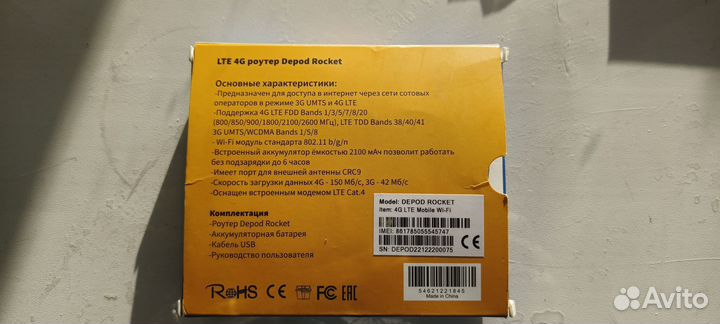 LTE 4G роутер Depod Rocket
Основные характеристики:
-Предназначен для доступа в интернет через сети сотовых
операторов в режиме 3G UMTS и 4G LTE
-Поддержка 4G LTE FDD Bands 1/3/5/7/8/20
(800/850/900/1800/2100/2600 МГц), LTE TDD Bands 38/40/41
3G UMTS/WCDMA Bands 1/5/8
- Wi-Fi модуль стандарта 802.11 b/g/n
-Встроенный аккумулятор ёмкостью 2100 мАч позволит работать
без подзарядки до 6 часов
-Имеет порт для внешней антенны CRC9
-Скорость загрузки данных 4G - 150 Мб/с, 3G - 42 Мб/с
-Оснащен встроенным модемом LTE Cat.4
Комплектация
-Роутер Depod Rocket
-Аккумуляторная батарея
-Кабель USB
-Руководство пользователя
Model: DEPOD ROCKET
Item: 4G LTE Mobile Wi-Fi
IMEI: 861785055545747
SN: DEPOD22122200075
CE
RoHS CE FC EAC
54621221845
Made in China
Avito